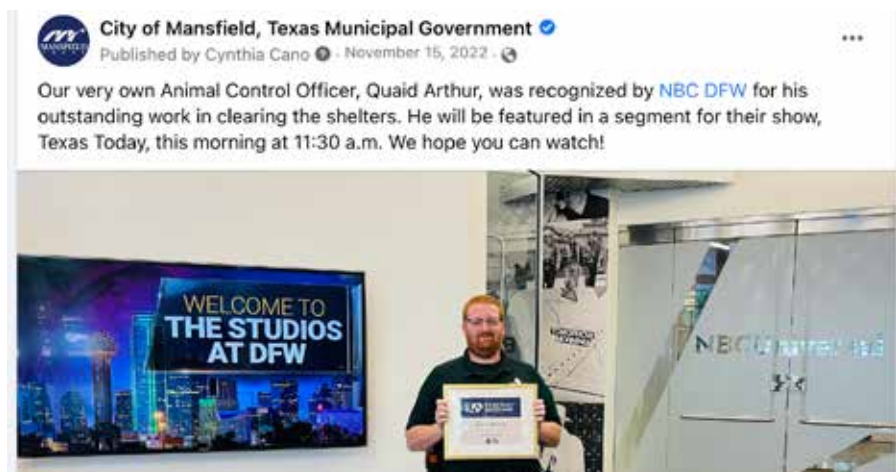 City of Mansfield, Texas Municipal Government
Published by Cynthia Cano · November 15, 2022 ·
Our very own Animal Control Officer, Quaid Arthur, was recognized by NBC DFW for his
outstanding work in clearing the shelters. He will be featured in a segment for their show,
Texas Today, this morning at 11:30 a.m. We hope you can watch!
MANSFIELD
WELCOME TO
THE STUDIOS
AT DFW
NBCUniversal